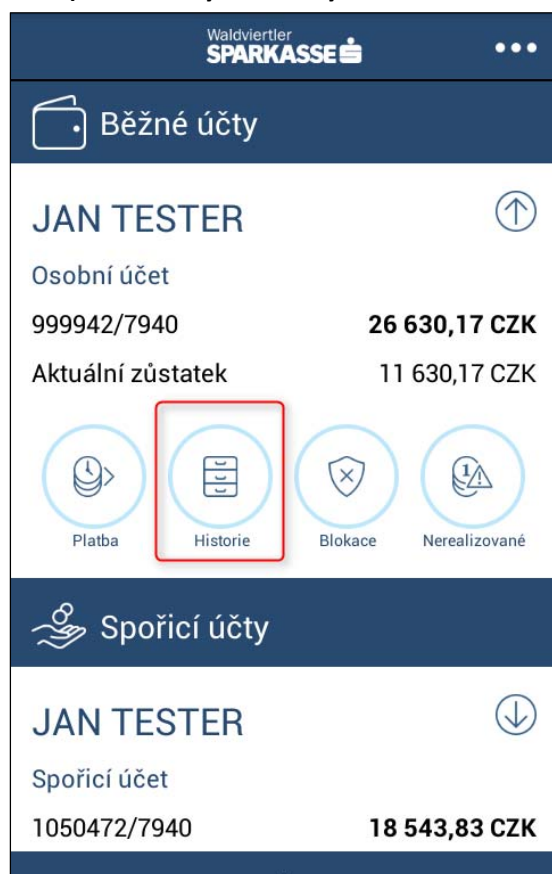 Waldviertler
SPARKASSE
Běžné účty
JAN TESTER
Osobní účet
999942/7940 26 630,17 CZK
Aktuální zůstatek 11 630,17 CZK
Platba Historie Blokace Nerealizované
Spořicí účty
JAN TESTER
Spořicí účet
1050472/7940 18 543,83 CZK